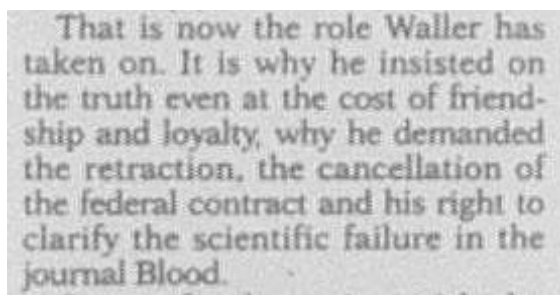 That is now the role Waller has
taken on. It is why he insisted on
the truth even at the cost of friend-
ship and loyalty, why he demanded
the retraction, the cancellation of
the federal contract and his right to
clarify the scientific failure in the
journal Blood.